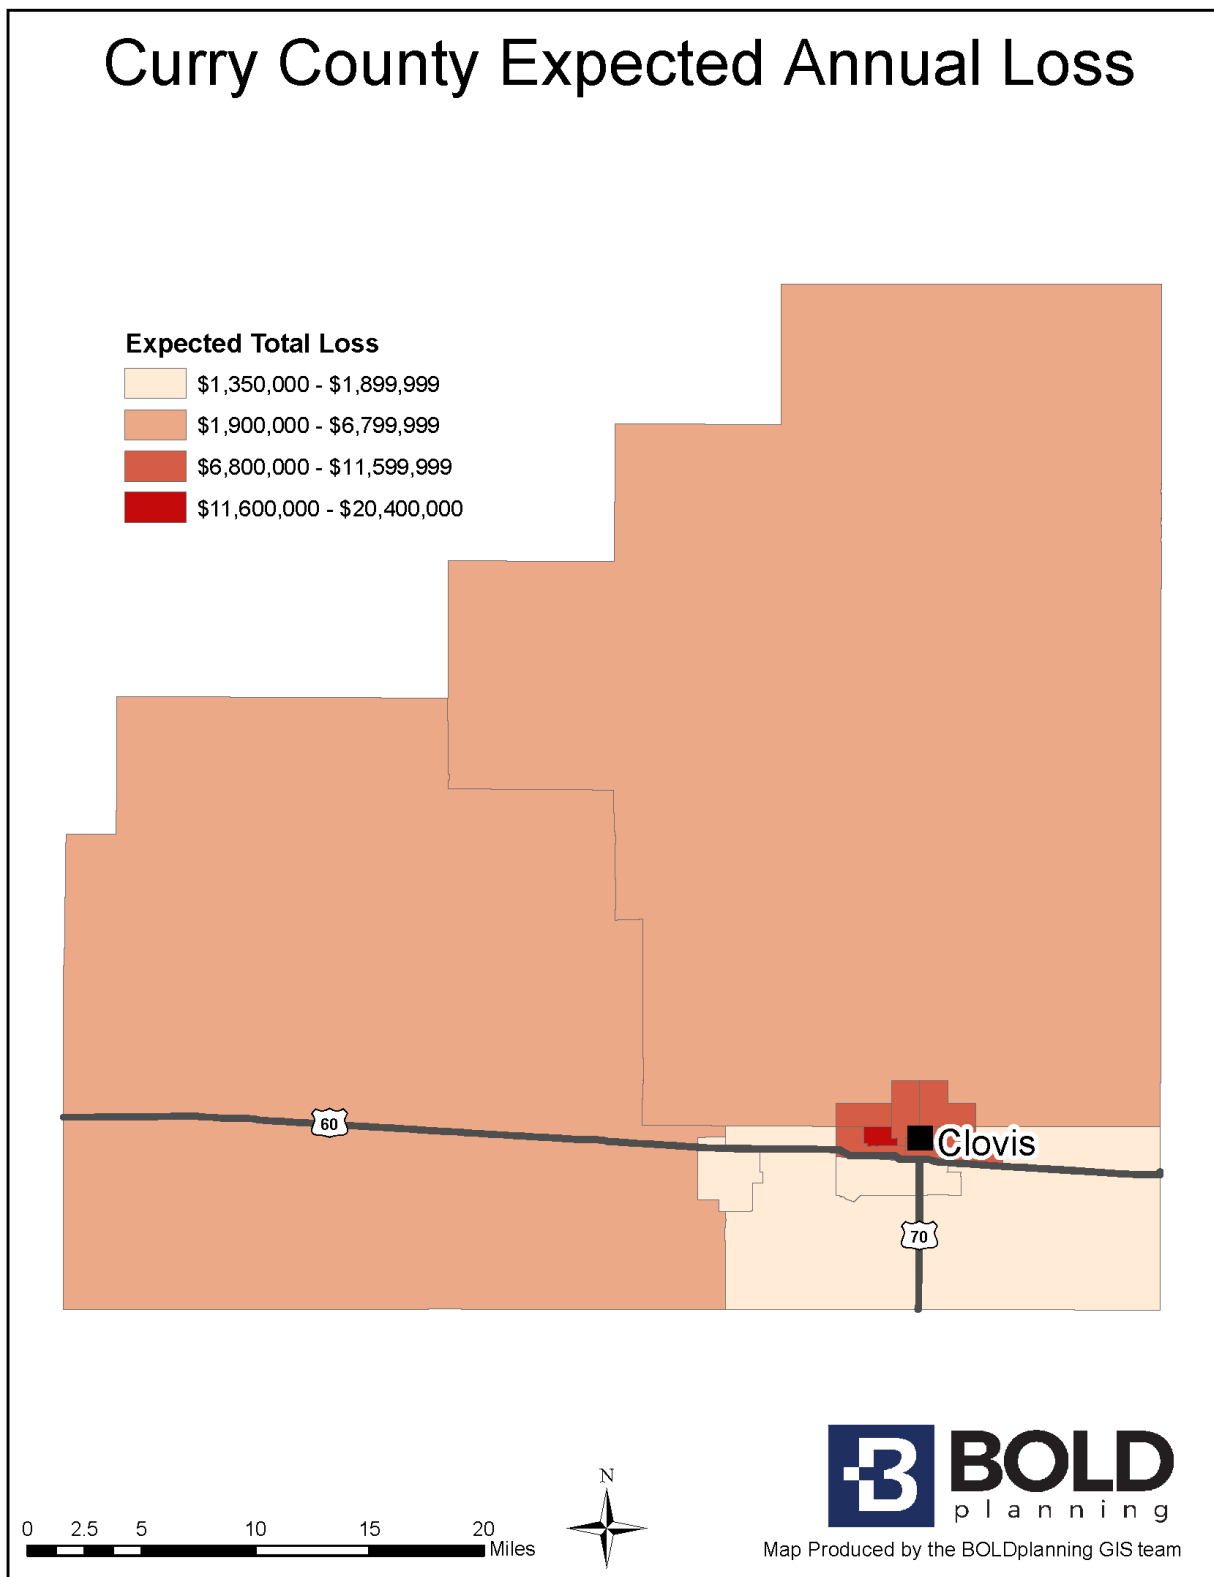 Curry County Expected Annual Loss
Expected Total Loss
$1,350,000 - $1,899,999
$1,900,000 - $6,799,999
$6,800,000 - $11,599,999
$11,600,000 - $20,400,000
60
Clovis
70
B BOLD
planning
N
0 2.5 5 10 15 20
Miles
Map Produced by the BOLDplanning GIS team